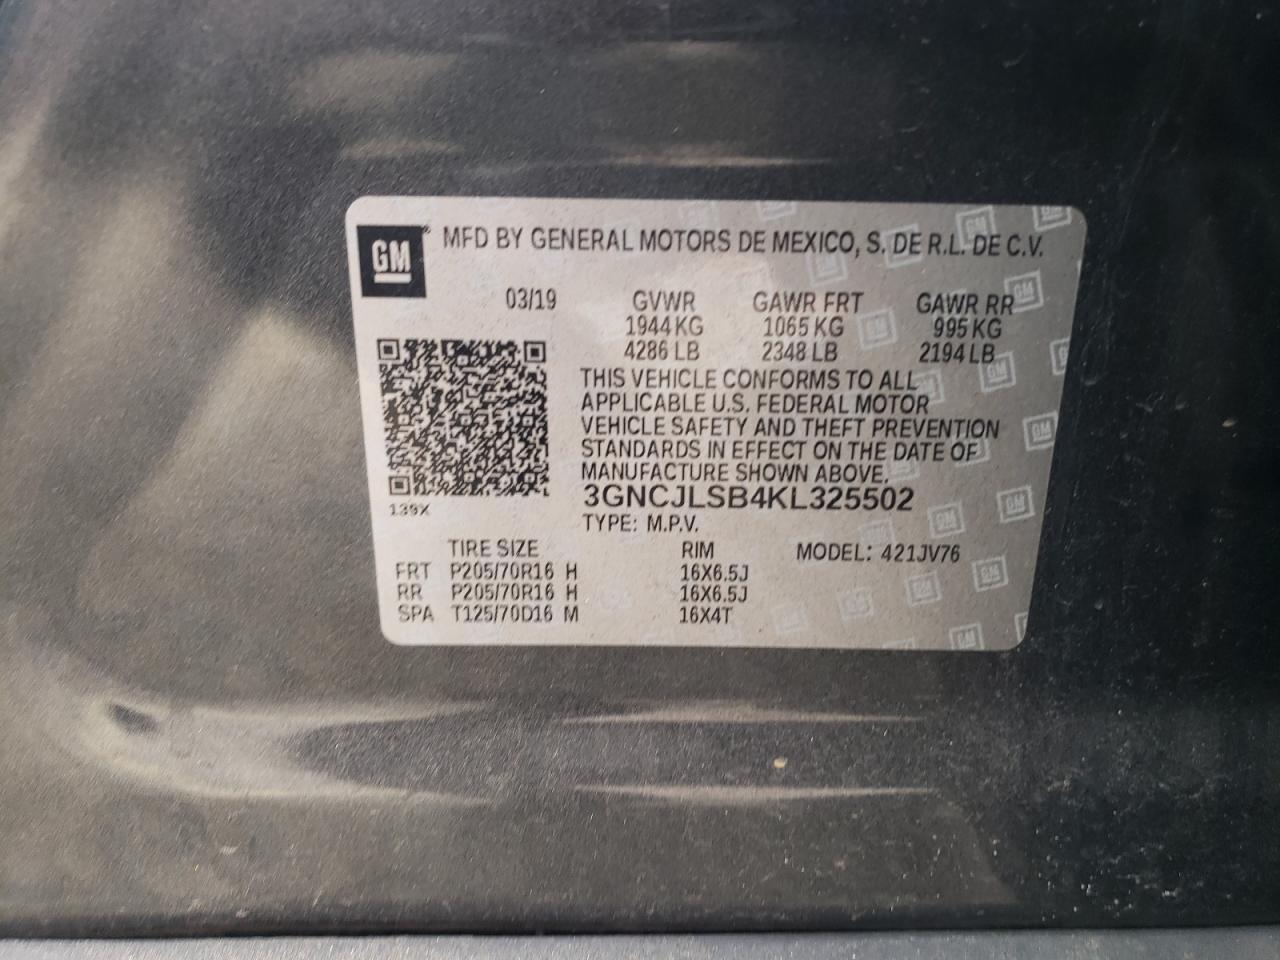 GM® MFD BY GENERAL MOTORS DE MEXICO, S. DE R.L. DE C.V.
03/19 GVWR GAWR FRT GAWR RR
1944 KG 1065 KG 995 KG
4286 LB 2348 LB 2194 LB
THIS VEHICLE CONFORMS TO ALL
APPLICABLE U.S. FEDERAL MOTOR
VEHICLE SAFETY AND THEFT PREVENTION
STANDARDS IN EFFECT ON THE DATE OF
MANUFACTURE SHOWN ABOVE.
3GNCJLSB4KL325502
139X
TYPE: M.P.V.
TIRE SIZE RIM MODEL: 421JV76
FRT P205/70R16 H 16X6.5J
RR P205/70R16 H 16X6.5J
SPA T125/70D16 M 16X4T